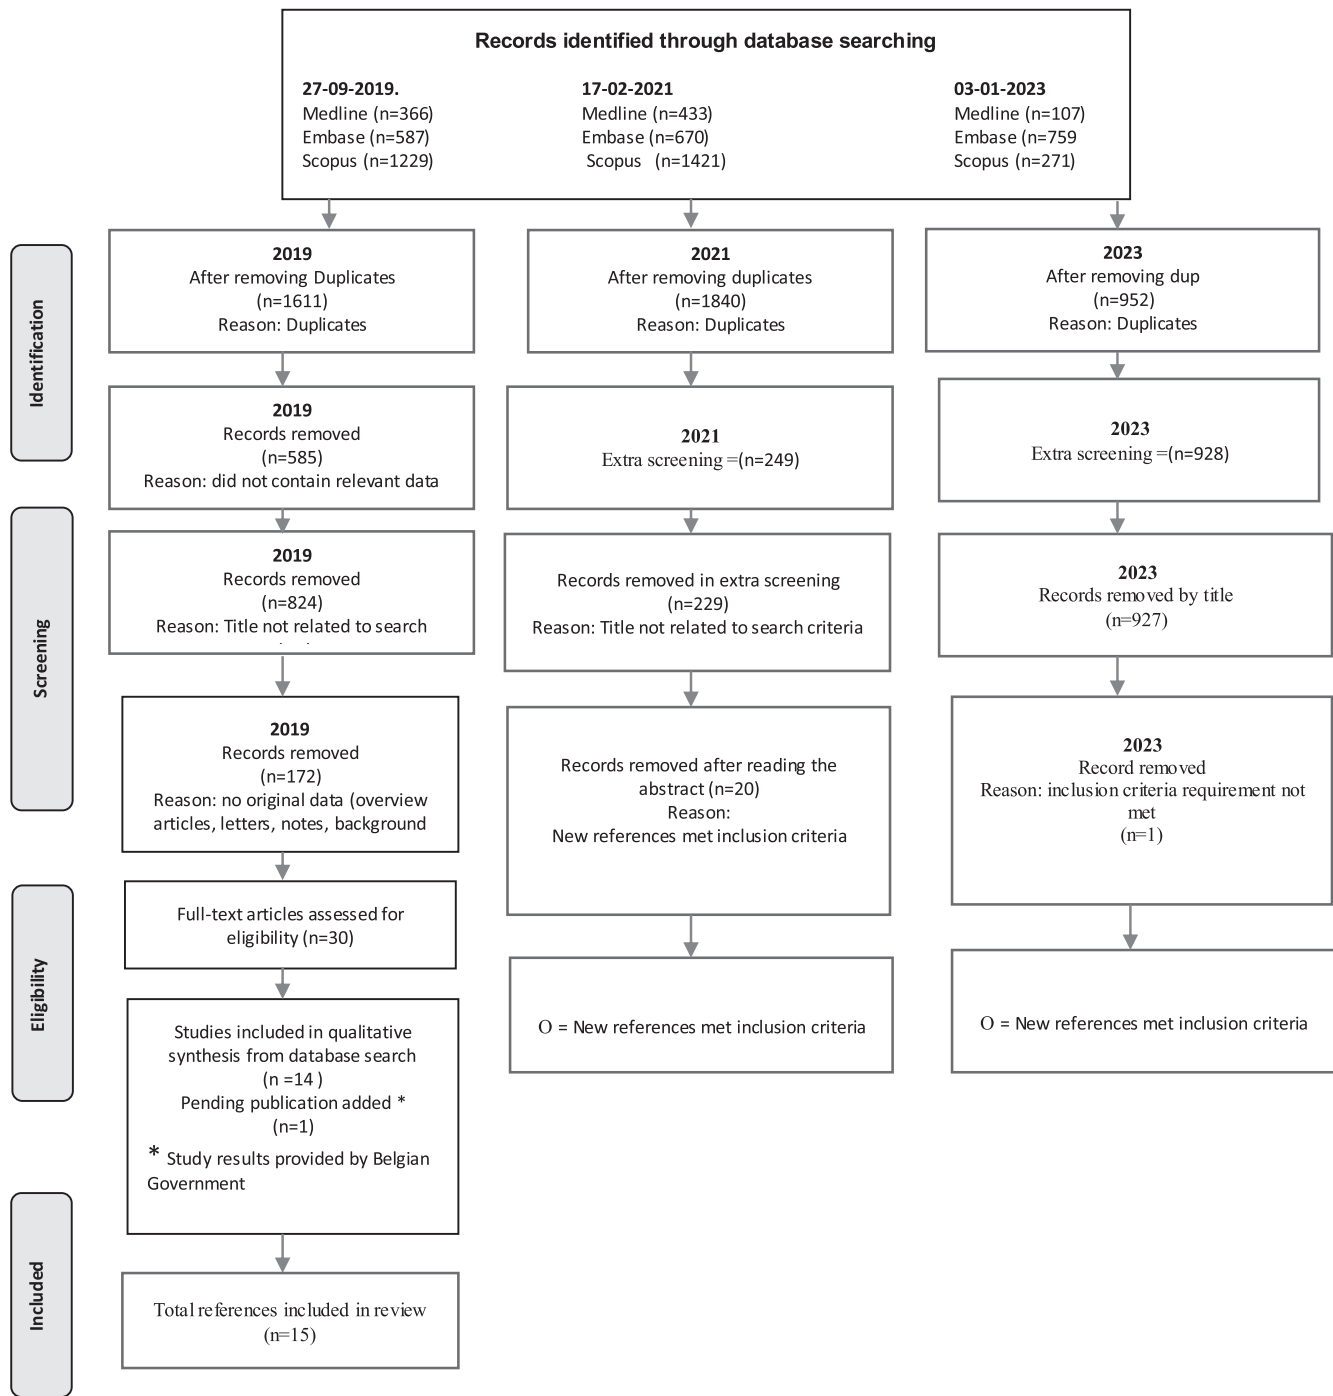 Records identified through database searching
27-09-2019.
Medline (n=366)
Embase (n=587)
Scopus (n=1229)
17-02-2021
Medline (n=433)
Embase (n=670)
Scopus (n=1421)
03-01-2023
Medline (n=107)
Embase (n=759
Scopus (n=271)
Identification
Screening
Eligibility
Included
2019
After removing Duplicates
(n=1611)
Reason: Duplicates
2019
Records removed
(n=585)
Reason: did not contain relevant data
2019
Records removed
(n=824)
Reason: Title not related to search
2019
Records removed
(n=172)
Reason: no original data (overview
articles, letters, notes, background
Full-text articles assessed for
eligibility (n=30)
Studies included in qualitative
synthesis from database search
(n =14 )
Pending publication added *
(n=1)
* Study results provided by Belgian
Government
Total references included in review
(n=15)
2021
After removing duplicates
(n=1840)
Reason: Duplicates
2021
Extra screening =(n=249)
Records removed in extra screening
(n=229)
Reason: Title not related to search criteria
Records removed after reading the
abstract (n=20)
Reason:
New references met inclusion criteria
O = New references met inclusion criteria
2023
After removing dup
(n=952)
Reason: Duplicates
2023
Extra screening =(n=928)
2023
Records removed by title
(n=927)
2023
Record removed
Reason: inclusion criteria requirement not
met
(n=1)
O = New references met inclusion criteria